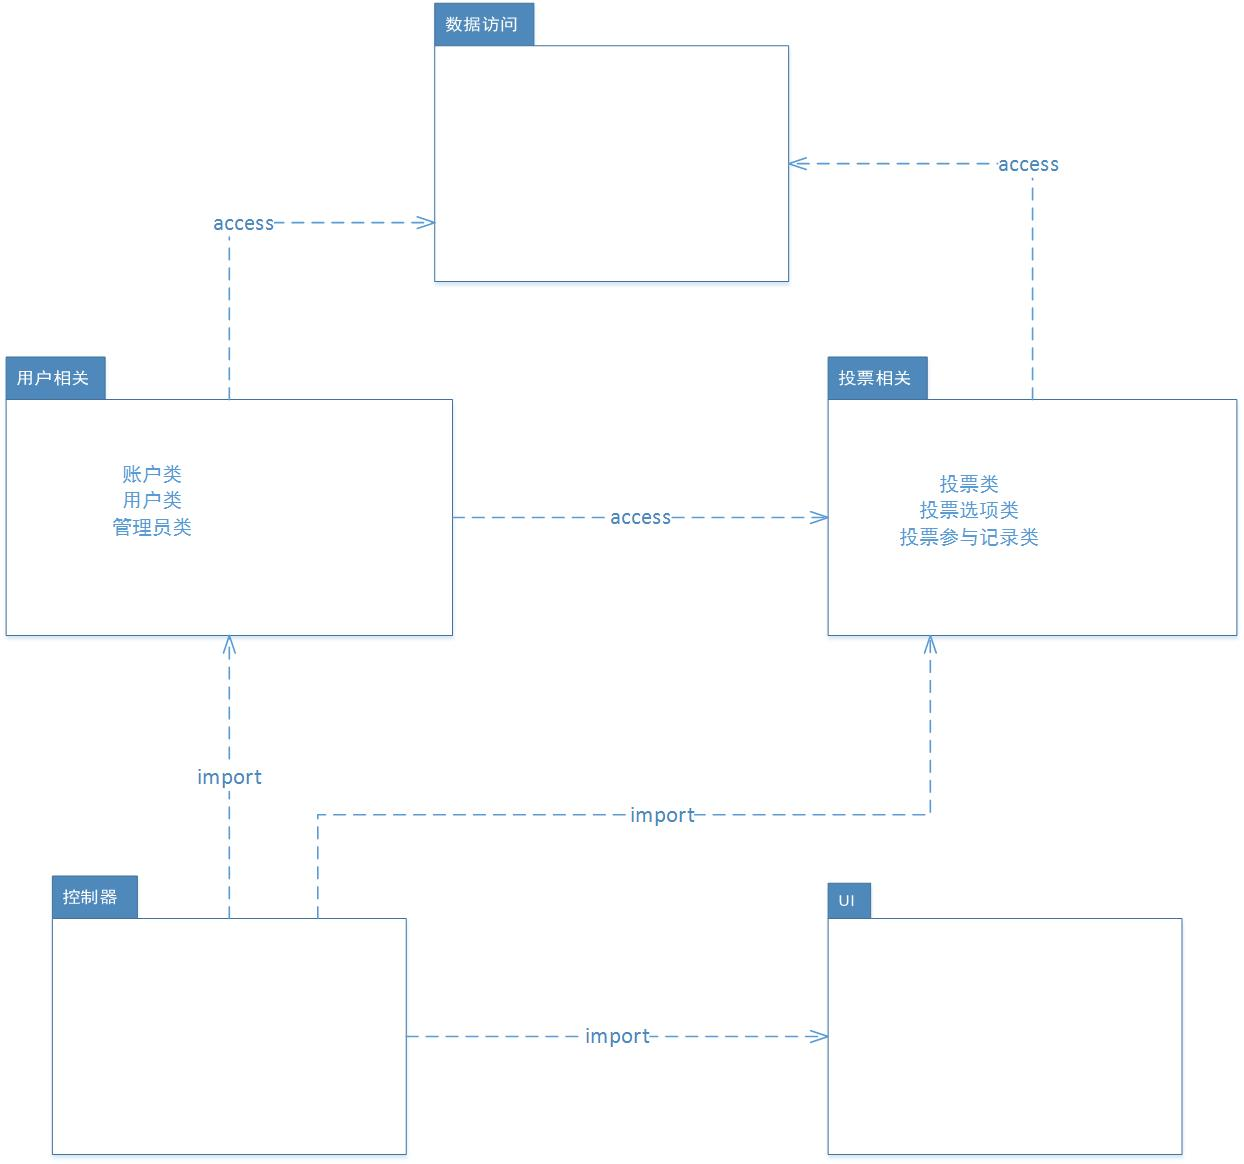 数据访问
access
access
用户相关
投票相关
账户类
用户类
管理员类
access
投票类
投票选项类
投票参与记录类
import
import
控制器
UI
import